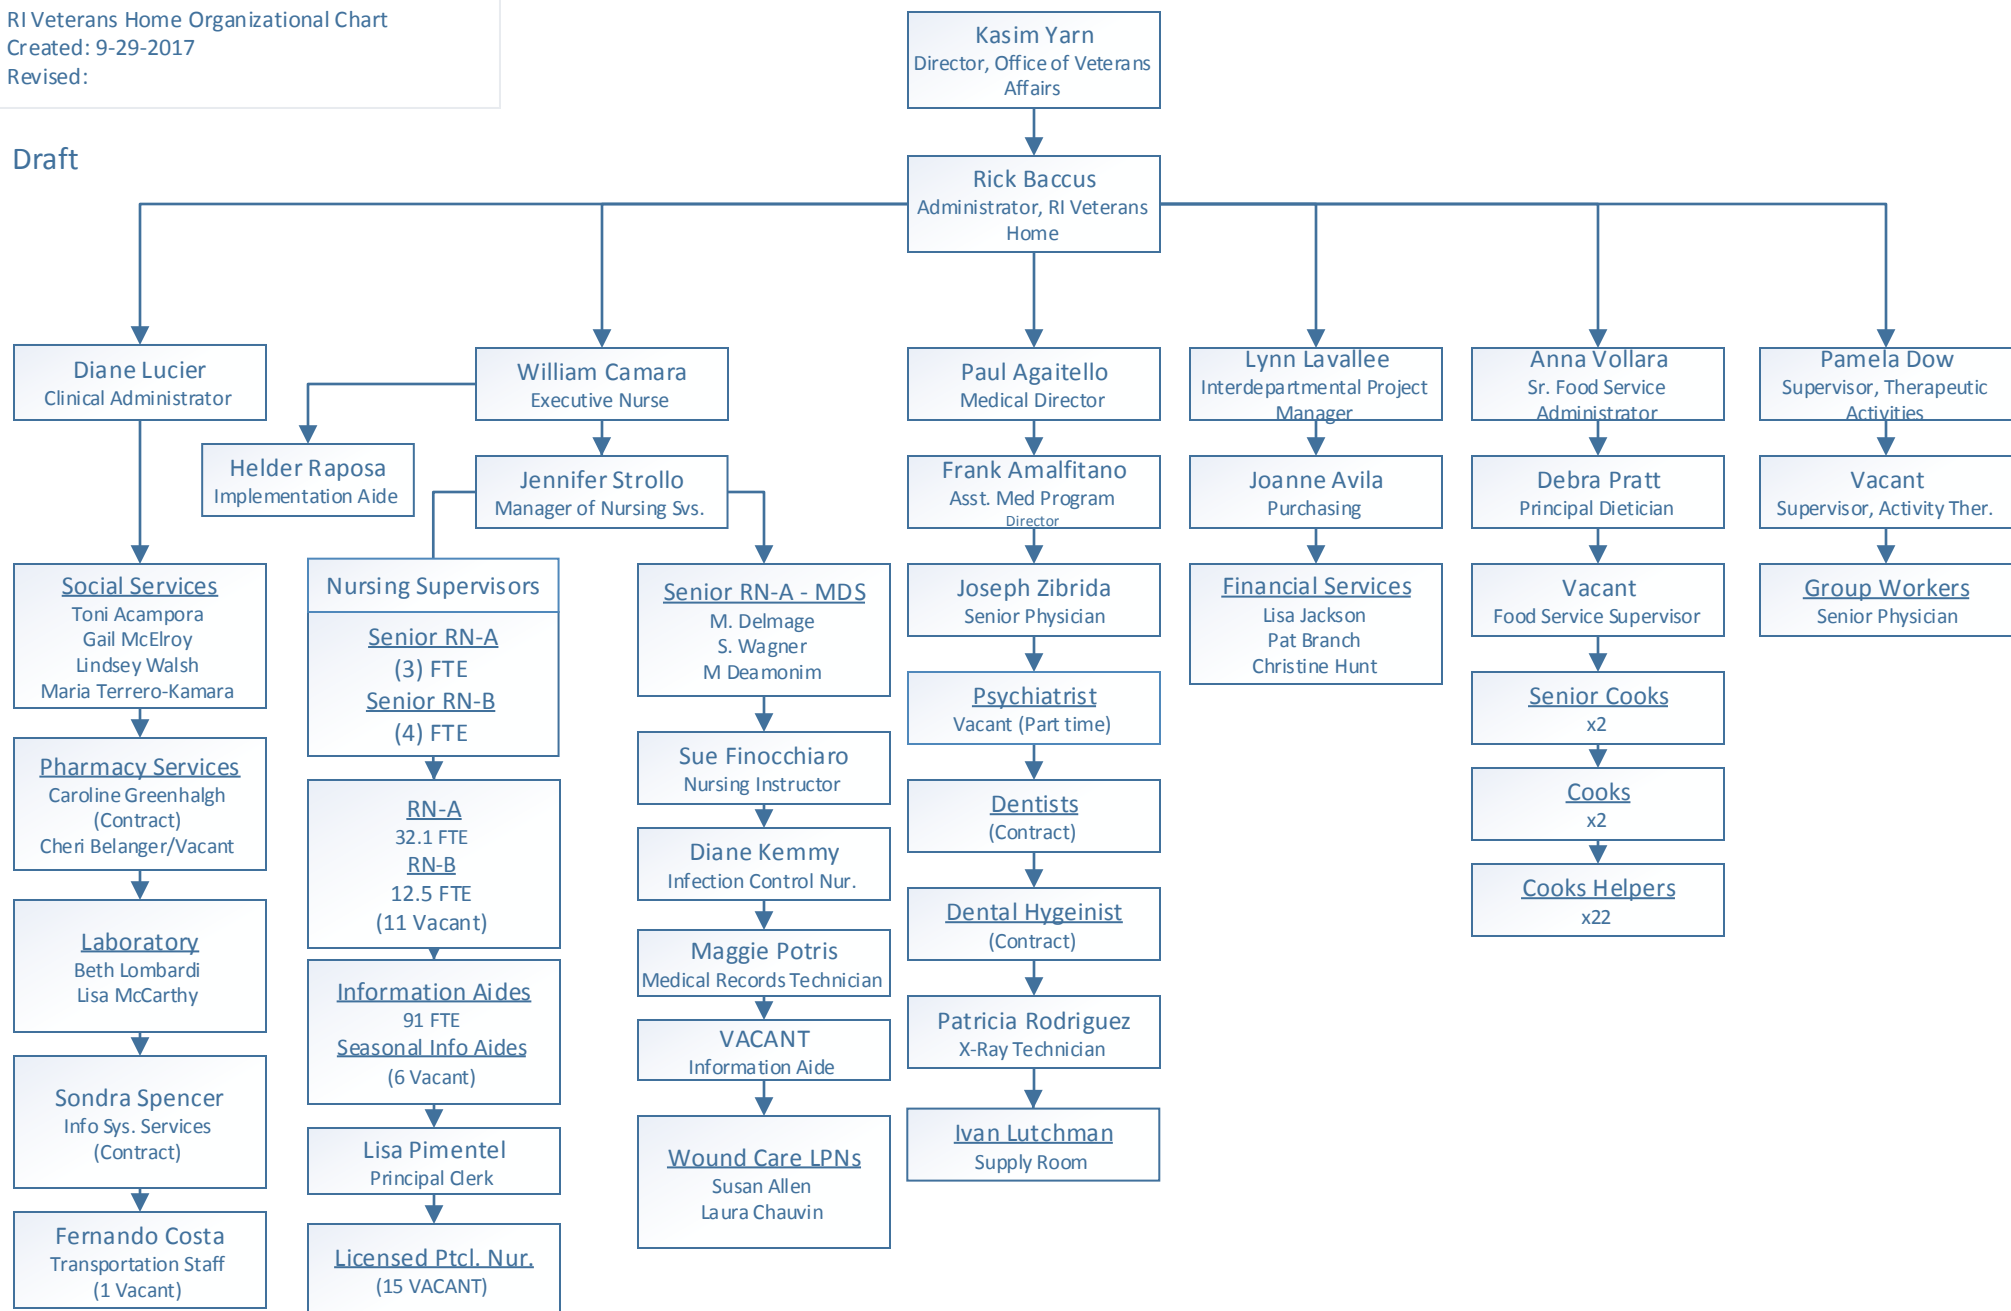 RI Veterans Home Organizational Chart
Created: 9-29-2017
Revised:
Draft
Kasim Yarn
Director, Office of Veterans
Affairs
Rick Baccus
Administrator, RI Veterans
Home
Diane Lucier
Clinical Administrator
Social Services
Toni Acampora
Gail McElroy
Lindsey Walsh
Maria Terrero-Kamara
Pharmacy Services
Caroline Greenhalgh
(Contract)
Cheri Belanger/Vacant
Laboratory
Beth Lombardi
Lisa McCarthy
Sondra Spencer
Info Sys. Services
(Contract)
Fernando Costa
Transportation Staff
(1 Vacant)
William Camara
Executive Nurse
Helder Raposa
Implementation Aide
Jennifer Strollo
Manager of Nursing Svs.
Nursing Supervisors
Senior RN-A
(3) FTE
Senior RN-B
(4) FTE
RN-A
32.1 FTE
RN-B
12.5 FTE
(11 Vacant)
Information Aides
91 FTE
Seasonal Info Aides
(6 Vacant)
Lisa Pimentel
Principal Clerk
Licensed Ptcl. Nur.
(15 VACANT)
Senior RN-A - MDS
M. Delmage
S. Wagner
M Deamonim
Sue Finocchiaro
Nursing Instructor
Diane Kemmy
Infection Control Nur.
Maggie Potris
Medical Records Technician
VACANT
Information Aide
Wound Care LPNs
Susan Allen
Laura Chauvin
Paul Agaitello
Medical Director
Frank Amalfitano
Asst. Med Program
Director
Joseph Zibrida
Senior Physician
Psychiatrist
Vacant (Part time)
Dentists
(Contract)
Dental Hygeinist
(Contract)
Patricia Rodriguez
X-Ray Technician
Ivan Lutchman
Supply Room
Lynn Lavallee
Interdepartmental Project
Manager
Joanne Avila
Purchasing
Financial Services
Lisa Jackson
Pat Branch
Christine Hunt
Anna Vollara
Sr. Food Service
Administrator
Debra Pratt
Principal Dietician
Vacant
Food Service Supervisor
Senior Cooks
x2
Cooks
x2
Cooks Helpers
x22
Pamela Dow
Supervisor, Therapeutic
Activities
Vacant
Supervisor, Activity Ther.
Group Workers
Senior Physician